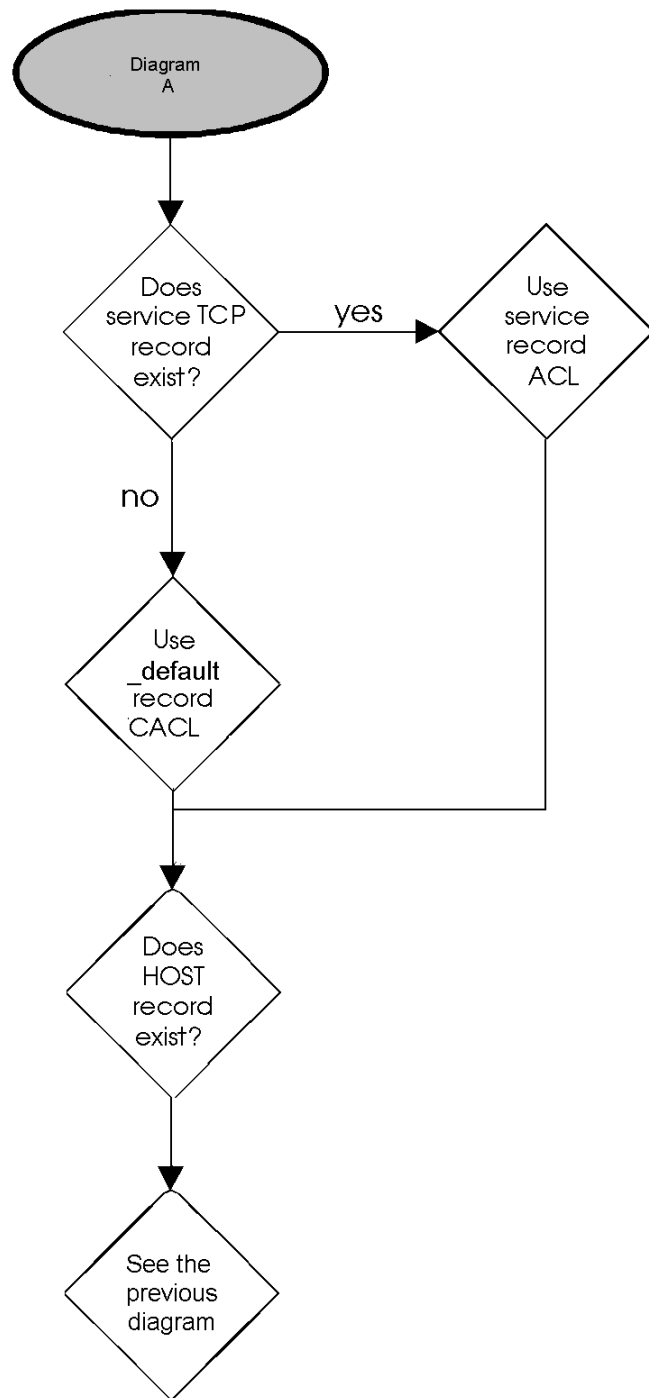 Diagram
A
Does
service TCP
record
exist?
yes
Use
service
record
ACL
no
Use
_default
record
CACL
Does
HOST
record
exist?
See the
previous
diagram